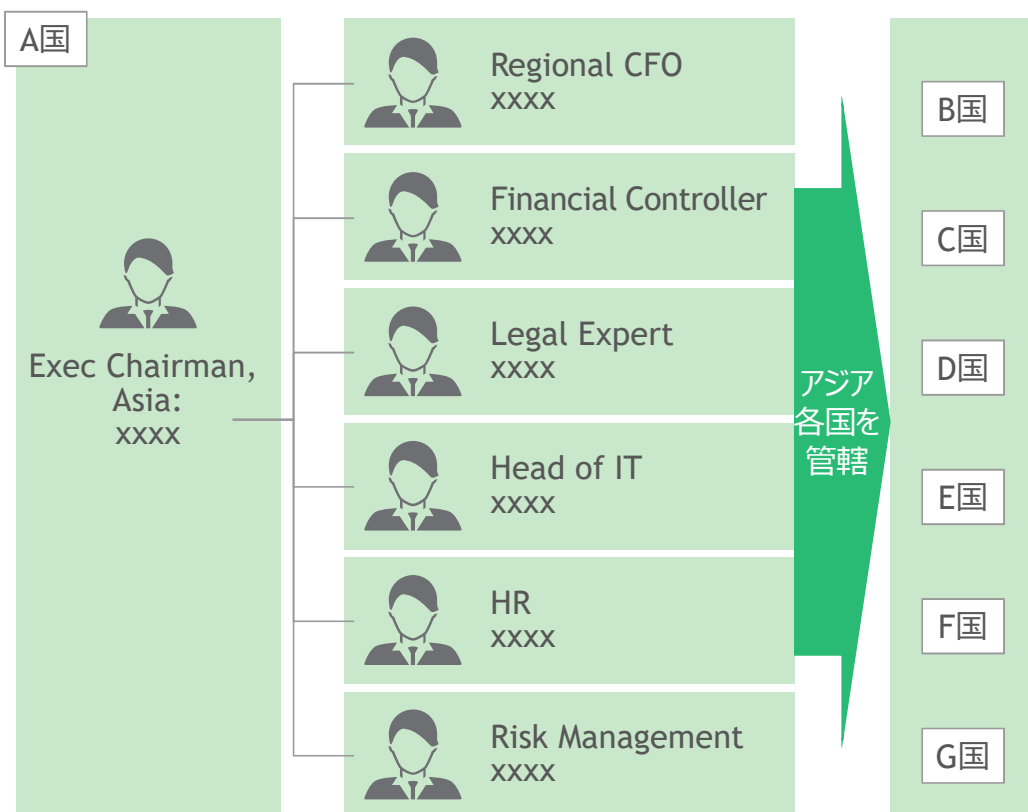 A国
Exec Chairman,
Asia:
xxxx
Regional CFO
xxxx
Financial Controller
xxxx
Legal Expert
xxxx
Head of IT
xxxx
HR
xxxx
Risk Management
xxxx
アジア
各国を
管轄
B国
C国
D国
E国
F国
G国